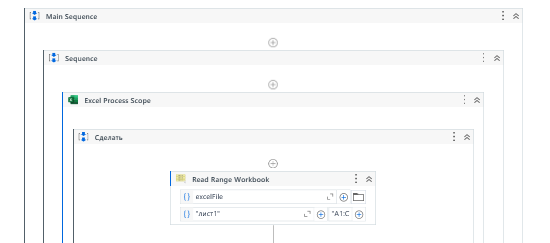 Main Sequence
Sequence
Excel Process Scope
Сделать
Read Range Workbook
excelFile
"лист1" "A1:C